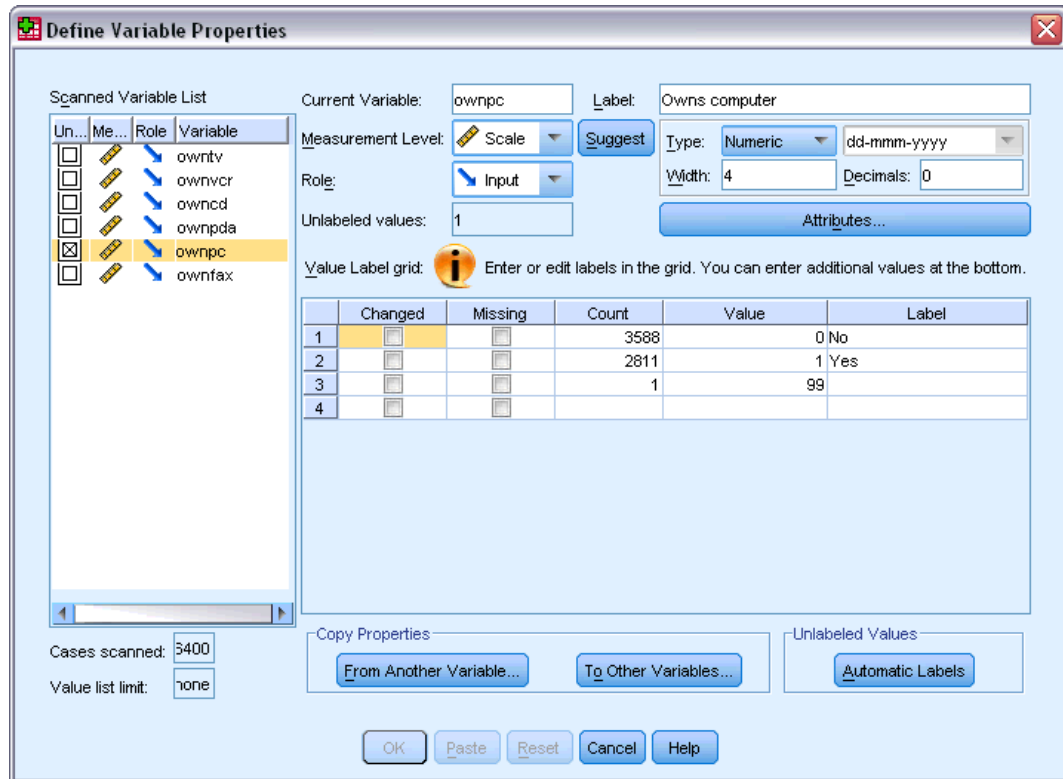 Define Variable Properties
Scanned Variable List
Un... Me... Role Variable
owntv
ownvcr
owncd
ownpda
ownpc
ownfax
Cases scanned: 6400
Value list limit: none
Current Variable: ownpc Label: Owns computer
Measurement Level: Scale Suggest Type: Numeric dd-mmm-yyyy
Role: Input Width: 4 Decimals: 0
Unlabeled values: 1 Attributes...
Value Label grid: i Enter or edit labels in the grid. You can enter additional values at the bottom.
Changed Missing Count Value Label
1 3588 0 No
2 2811 1 Yes
3 1 99
4
Copy Properties
From Another Variable... To Other Variables...
Unlabeled Values
Automatic Labels
OK Paste Reset Cancel Help